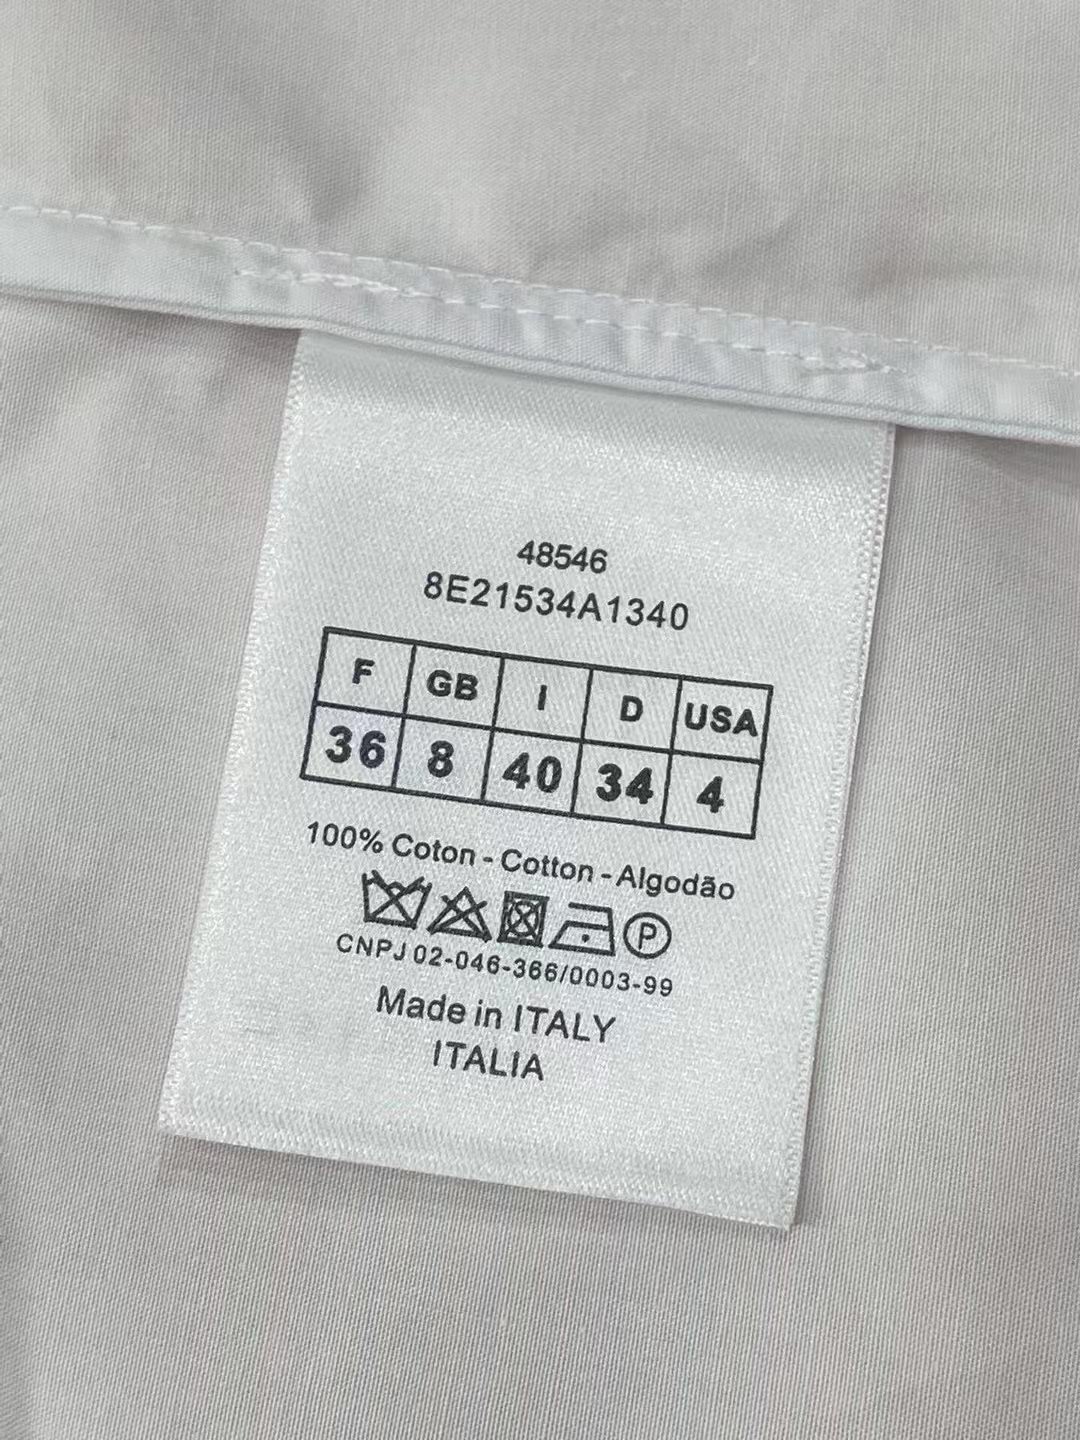 48546
8E21534A1340
F GB I D USA
36 8 40 34 4
100% Coton - Cotton - Algodão
P
CNPJ 02-046-366/0003-99
Made in ITALY
ITALIA